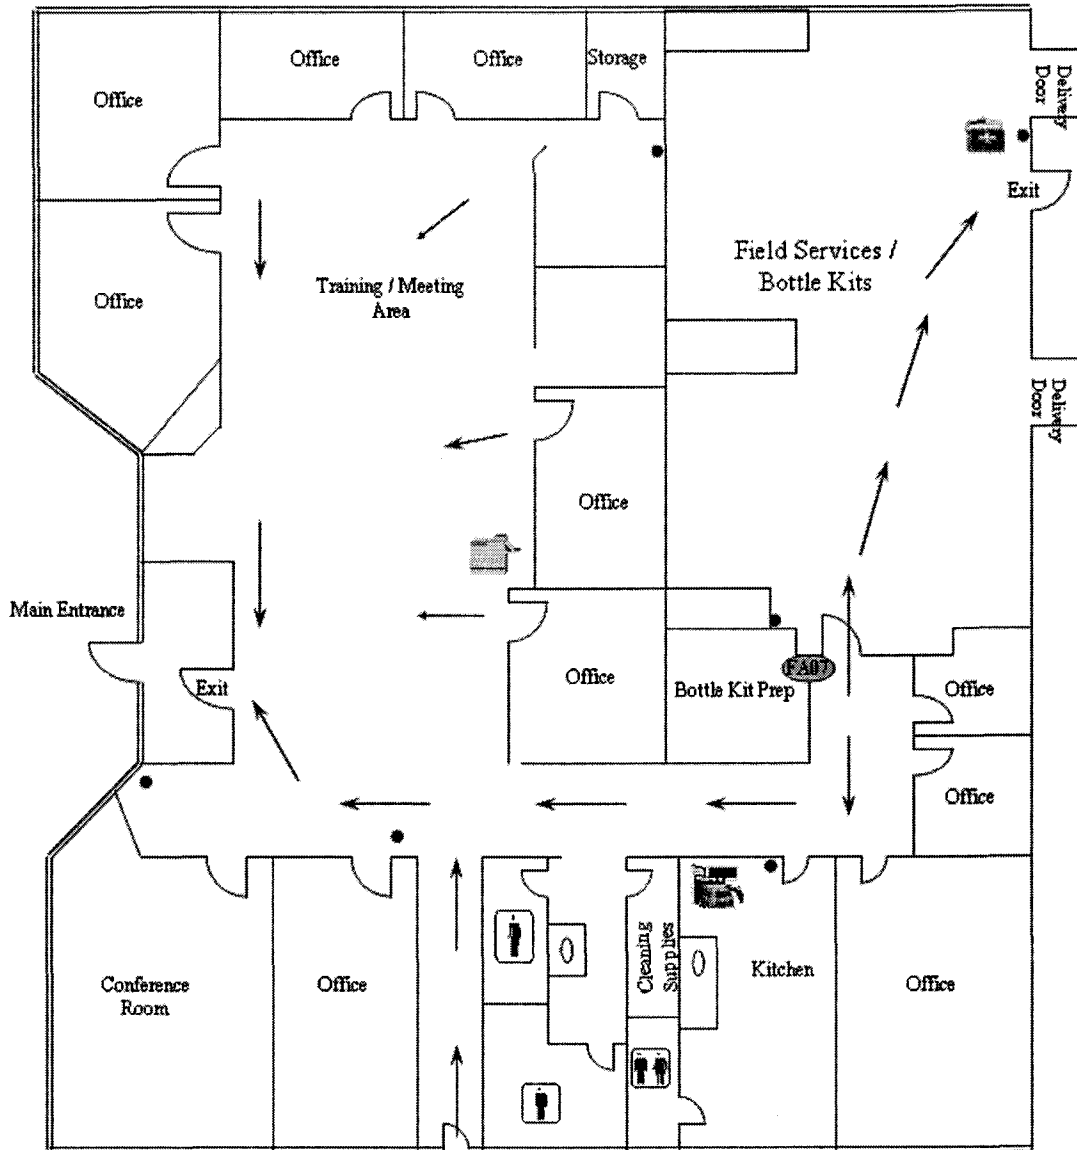 Office
Office
Storage
Office
Delivery
Door
Exit
Field Services /
Bottle Kits
Training / Meeting
Area
Office
Delivery
Door
Office
Main Entrance
FA07
Office
Bottle Kit Prep
Office
Exit
Office
Cleaning
Supplies
Conference
Room
Office
Kitchen
Office